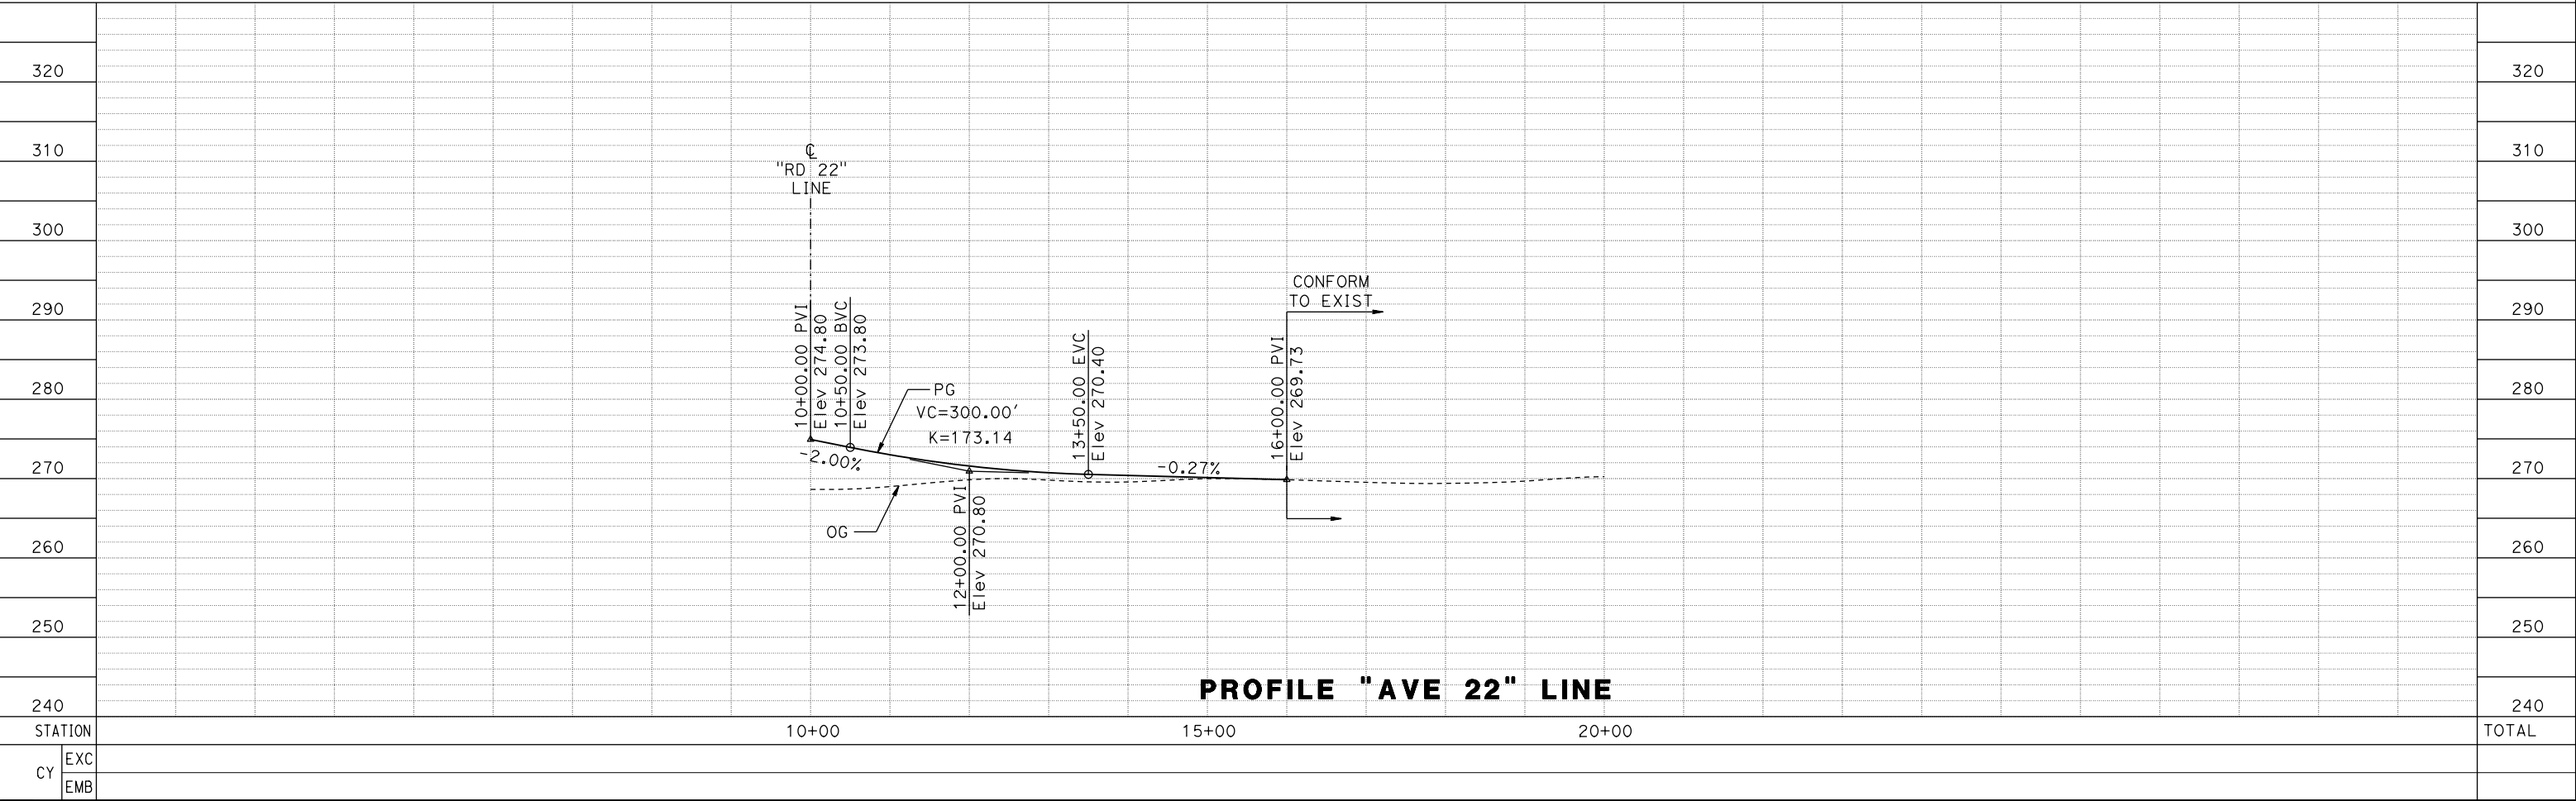 320
320
310
310
300
300
290
290
280
280
270
270
260
260
250
250
240
240
℄
"RD 22"
LINE
10+00.00 PVI
Elev 274.80
10+50.00 BVC
Elev 273.80
PG
VC=300.00'
K=173.14
13+50.00 EVC
Elev 270.40
CONFORM
TO EXIST
16+00.00 PVI
Elev 269.73
-2.00%
-0.27%
OG
12+00.00 PVI
Elev 270.80
PROFILE "AVE 22" LINE
STATION
10+00
15+00
20+00
TOTAL
CY
EXC
EMB